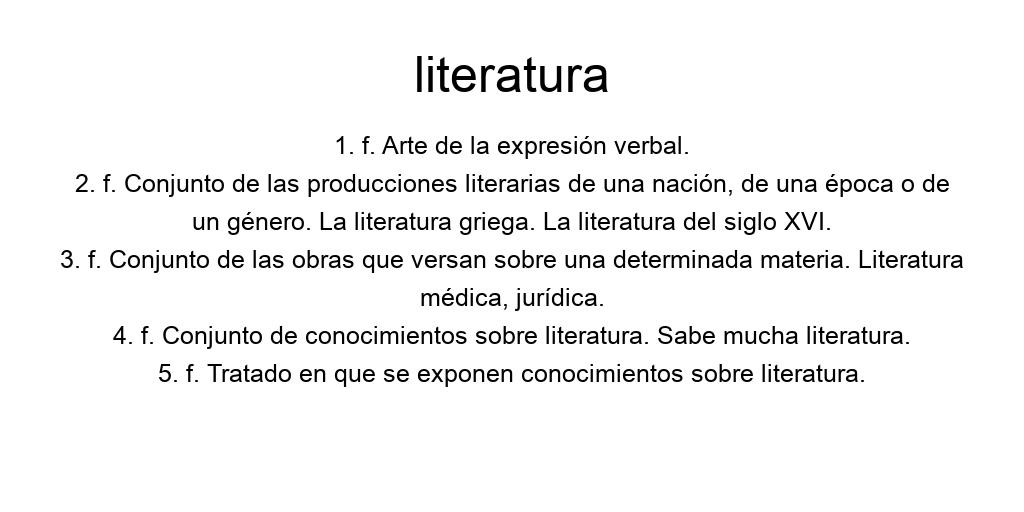 literatura
1. f. Arte de la expresión verbal.
2. f. Conjunto de las producciones literarias de una nación, de una época o de
un género. La literatura griega. La literatura del siglo XVI.
3. f. Conjunto de las obras que versan sobre una determinada materia. Literatura
médica, jurídica.
4. f. Conjunto de conocimientos sobre literatura. Sabe mucha literatura.
5. f. Tratado en que se exponen conocimientos sobre literatura.